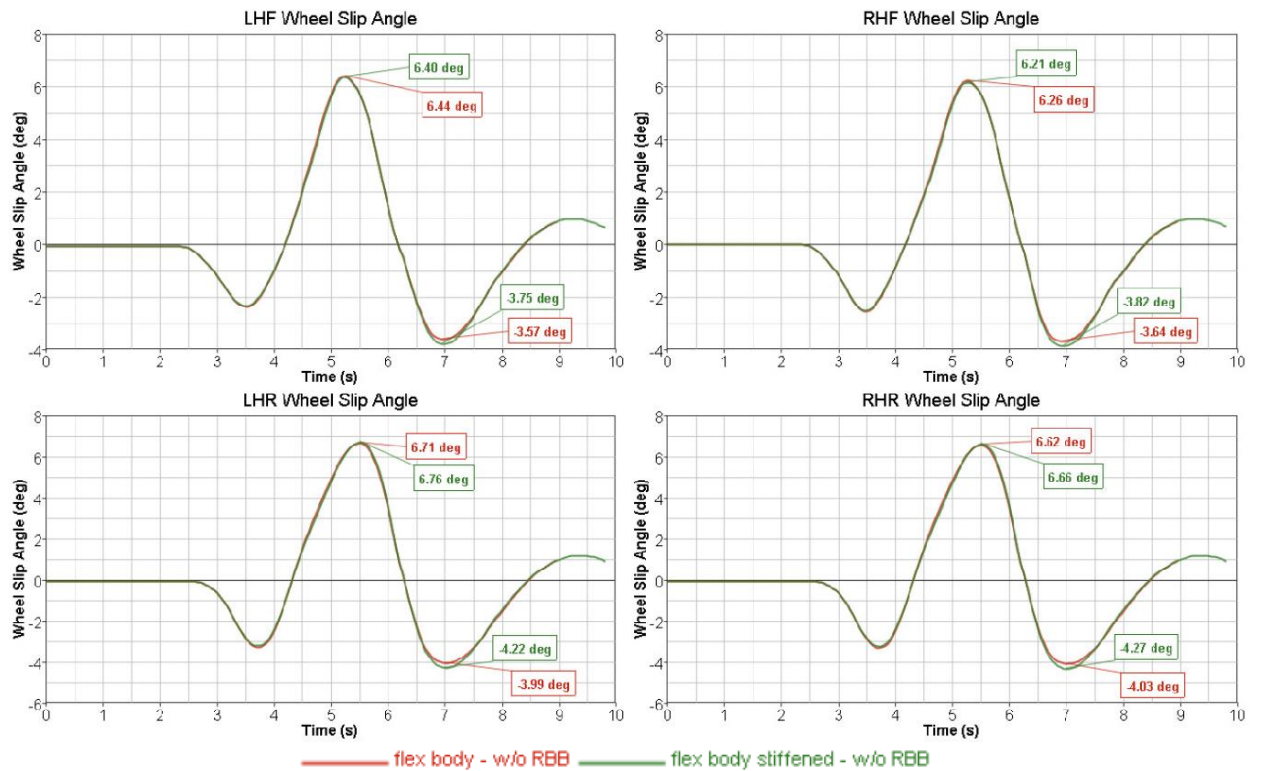 LHF Wheel Slip Angle
Wheel Slip Angle (deg)
8
6
4
2
0
-2
-4
6.40 deg
6.44 deg
-3.75 deg
-3.57 deg
0 1 2 3 4 5 6 7 8 9 10
Time (s)
RHF Wheel Slip Angle
Wheel Slip Angle (deg)
8
6
4
2
0
-2
-4
6.21 deg
6.26 deg
-3.82 deg
-3.64 deg
0 1 2 3 4 5 6 7 8 9 10
Time (s)
LHR Wheel Slip Angle
Wheel Slip Angle (deg)
8
6
4
2
0
-2
-4
-6
6.71 deg
6.76 deg
-4.22 deg
-3.99 deg
0 1 2 3 4 5 6 7 8 9 10
Time (s)
RHR Wheel Slip Angle
Wheel Slip Angle (deg)
8
6
4
2
0
-2
-4
-6
6.62 deg
6.66 deg
-4.27 deg
-4.03 deg
0 1 2 3 4 5 6 7 8 9 10
Time (s)
flex body - w/o RBB flex body stiffened - w/o RBB